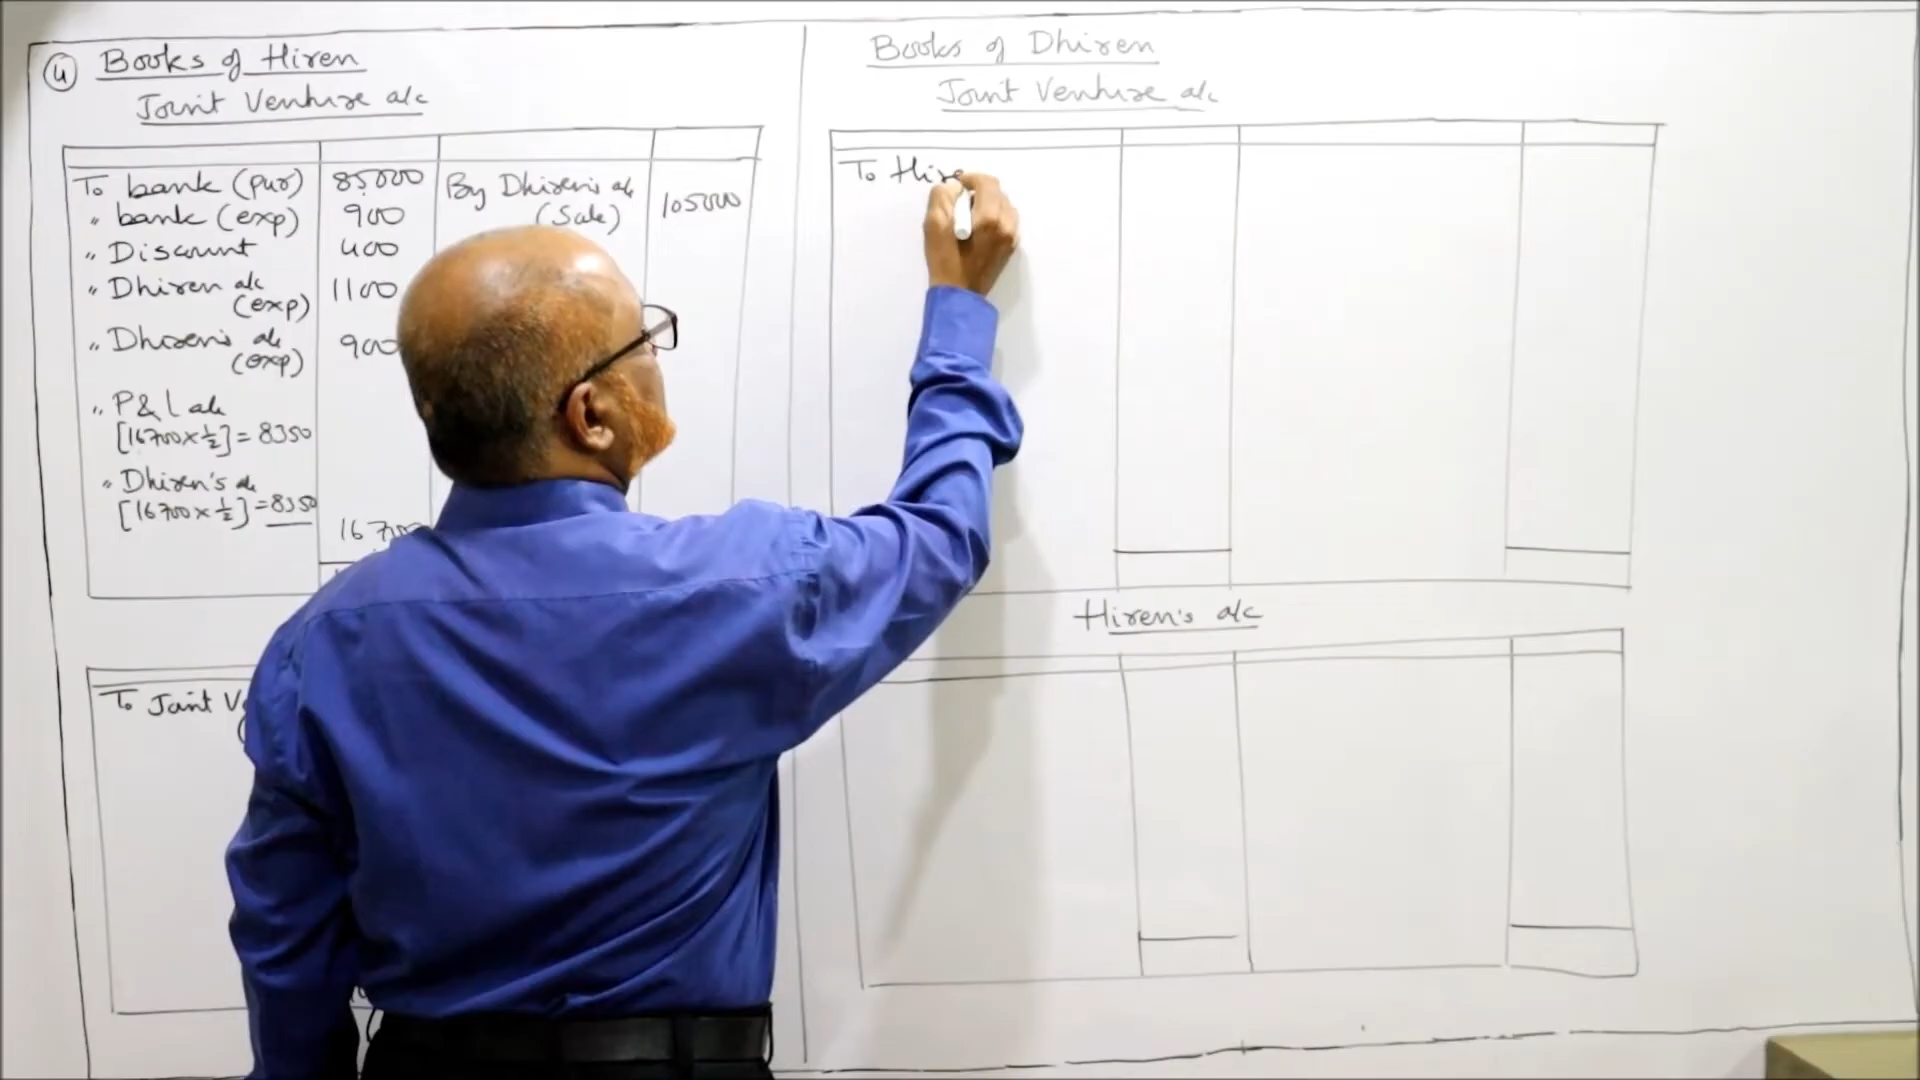 4 Books of Hiren
Joint Venture a/c
To bank (pur) 85000 By Dhiren's a/c
" bank (exp) 900 (Sale) 105000
" Discount 400
" Dhiren a/c
(exp) 1100
" Dhiren's a/c
(exp) 900
" P & L a/c
[16700 x ½] = 8350
" Dhiren's a/c
[16700 x ½] = 8350
16700
To Joint V
Books of Dhiren
Joint Venture a/c
To Hire
Hiren's a/c